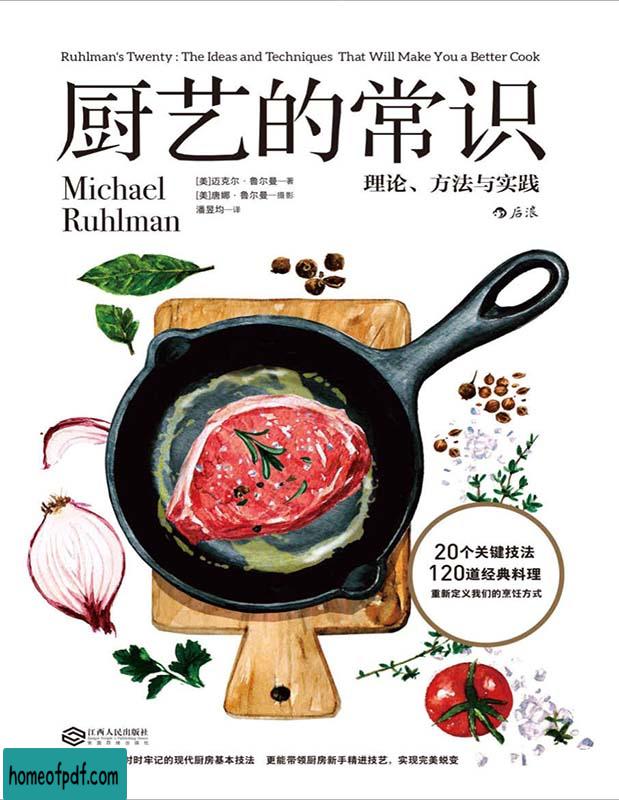 Ruhlman's Twenty : The Ideas and Techniques That Will Make You a Better Cook
厨艺的常识
Michael
Ruhlman
[美]迈克尔·鲁尔曼—著
[美]唐娜·鲁尔曼—摄影
潘昱均—译
理论、方法与实践
后浪
20个关键技法
120道经典料理
重新定义我们的烹饪方式
江西人民出版社
时时牢记的现代厨房基本技法 更能带领厨房新手精进技艺,实现完美蜕变
homeofpdf.com